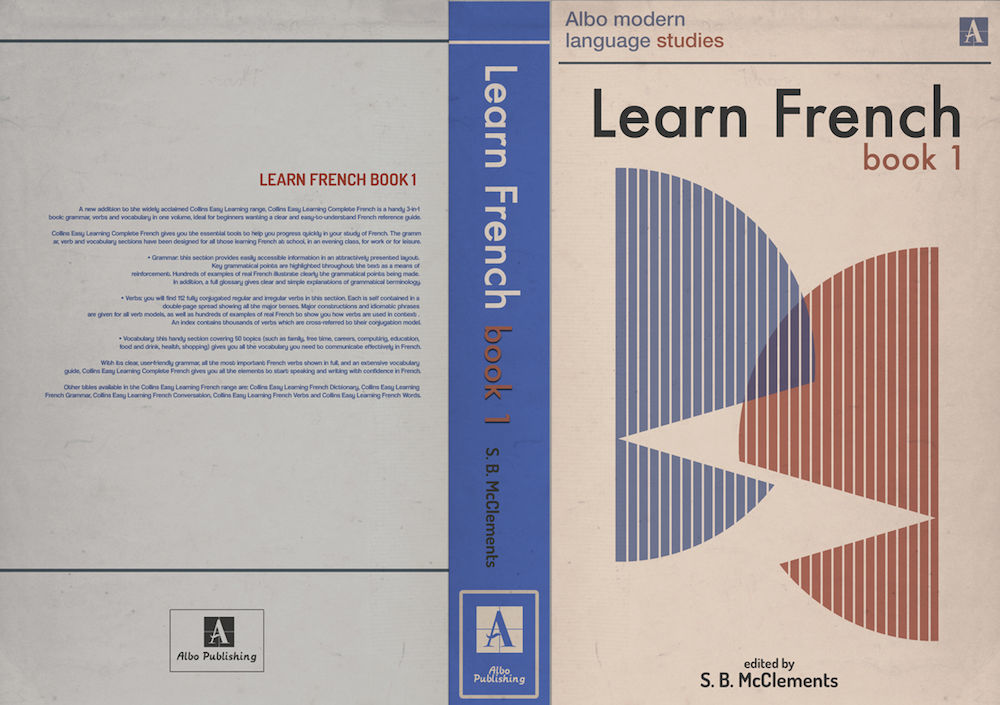 LEARN FRENCH BOOK 1
A new addition to the widely acclaimed Collins Easy Learning range, Collins Easy Learning Complete French is a handy 3-in-1
book: grammar, verbs and vocabulary in one volume, ideal for beginners wanting a clear and easy-to-understand French reference guide.
Collins Easy Learning Complete French gives you the essential tools to help you progress quickly in your study of French. The gramm
ar, verb and vocabulary sections have been designed for all those learning French at school, in an evening class, for work or for leisure.
• Grammar: this section provides easily accessible information in an attractively presented layout.
Key grammatical points are highlighted throughout the text as a means of
reinforcement. Hundreds of examples of real French illustrate clearly the grammatical points being made.
In addition, a full glossary gives clear and simple explanations of grammatical terminology.
• Verbs: you will find 112 fully conjugated regular and irregular verbs in this section. Each is self contained in a
double-page spread showing all the major tenses. Major constructions and idiomatic phrases
are given for all verb models, as well as hundreds of examples of real French to show you how verbs are used in context .
An index contains thousands of verbs which are cross-referred to their conjugation model.
• Vocabulary: this handy section covering 50 topics (such as family, free time, careers, computing, education,
food and drink, health, shopping) gives you all the vocabulary you need to communicate effectively in French.
With its clear, user-friendly grammar, all the most important French verbs shown in full, and an extensive vocabulary
guide, Collins Easy Learning Complete French gives you all the elements to start speaking and writing with confidence in French.
Other titles available in the Collins Easy Learning French range are: Collins Easy Learning French Dictionary, Collins Easy Learning
French Grammar, Collins Easy Learning French Conversation, Collins Easy Learning French Verbs and Collins Easy Learning French Words.
A
Albo Publishing
Learn French book 1
S. B. McClements
A
Albo
Publishing
Albo modern
language studies
A
Learn French
book 1
edited by
S. B. McClements